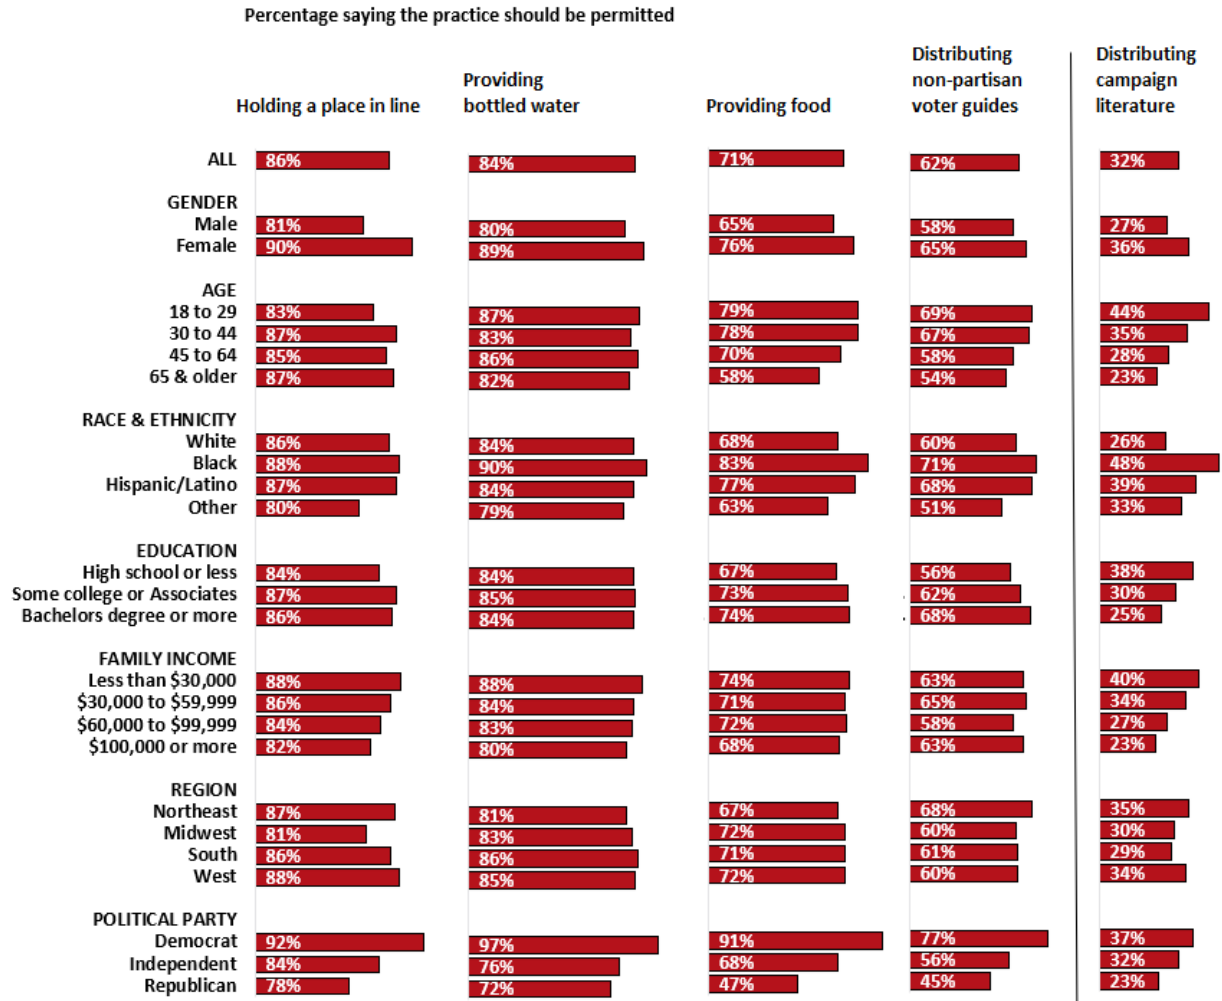 Percentage saying the practice should be permitted
Holding a place in line
Providing
bottled water
Providing food
Distributing
non-partisan
voter guides
Distributing
campaign
literature
ALL 86% 84% 71% 62% 32%
GENDER
Male 81% 80% 65% 58% 27%
Female 90% 89% 76% 65% 36%
AGE
18 to 29 83% 87% 79% 69% 44%
30 to 44 87% 83% 78% 67% 35%
45 to 64 85% 86% 70% 58% 28%
65 & older 87% 82% 58% 54% 23%
RACE & ETHNICITY
White 86% 84% 68% 60% 26%
Black 88% 90% 83% 71% 48%
Hispanic/Latino 87% 84% 77% 68% 39%
Other 80% 79% 63% 51% 33%
EDUCATION
High school or less 84% 84% 67% 56% 38%
Some college or Associates 87% 85% 73% 62% 30%
Bachelors degree or more 86% 84% 74% 68% 25%
FAMILY INCOME
Less than $30,000 88% 88% 74% 63% 40%
$30,000 to $59,999 86% 84% 71% 65% 34%
$60,000 to $99,999 84% 83% 72% 58% 27%
$100,000 or more 82% 80% 68% 63% 23%
REGION
Northeast 87% 81% 67% 68% 35%
Midwest 81% 83% 72% 60% 30%
South 86% 86% 71% 61% 29%
West 88% 85% 72% 60% 34%
POLITICAL PARTY
Democrat 92% 97% 91% 77% 37%
Independent 84% 76% 68% 56% 32%
Republican 78% 72% 47% 45% 23%